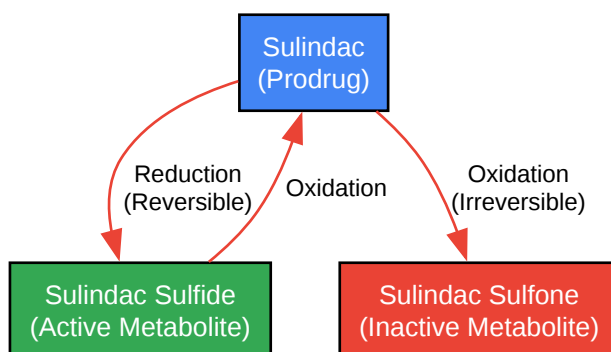 Sulindac
(Prodrug)
Reduction
(Reversible)
Oxidation
Oxidation
(Irreversible)
Sulindac Sulfide
(Active Metabolite)
Sulindac Sulfone
(Inactive Metabolite)